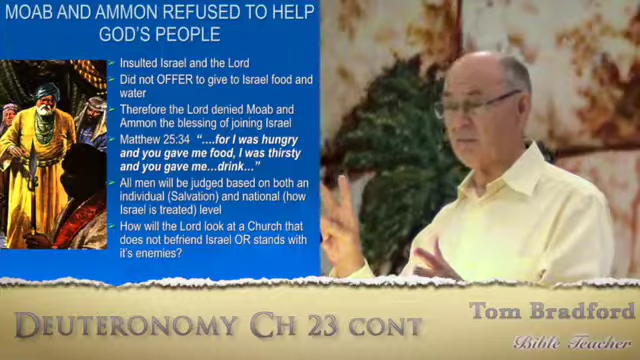 MOAB AND AMMON REFUSED TO HELP
GOD'S PEOPLE
Insulted Israel and the Lord
Did not OFFER to give to Israel food and
water
Therefore the Lord denied Moab and
Ammon the blessing of joining Israel
Matthew 25:34 "....for I was hungry
and you gave me food, I was thirsty
and you gave me...drink..."
All men will be judged based on both an
individual (Salvation) and national (how
Israel is treated) level
How will the Lord look at a Church that
does not befriend Israel OR stands with
it's enemies?
DEUTERONOMY CH 23 CONT
Tom Bradford
Bible Teacher